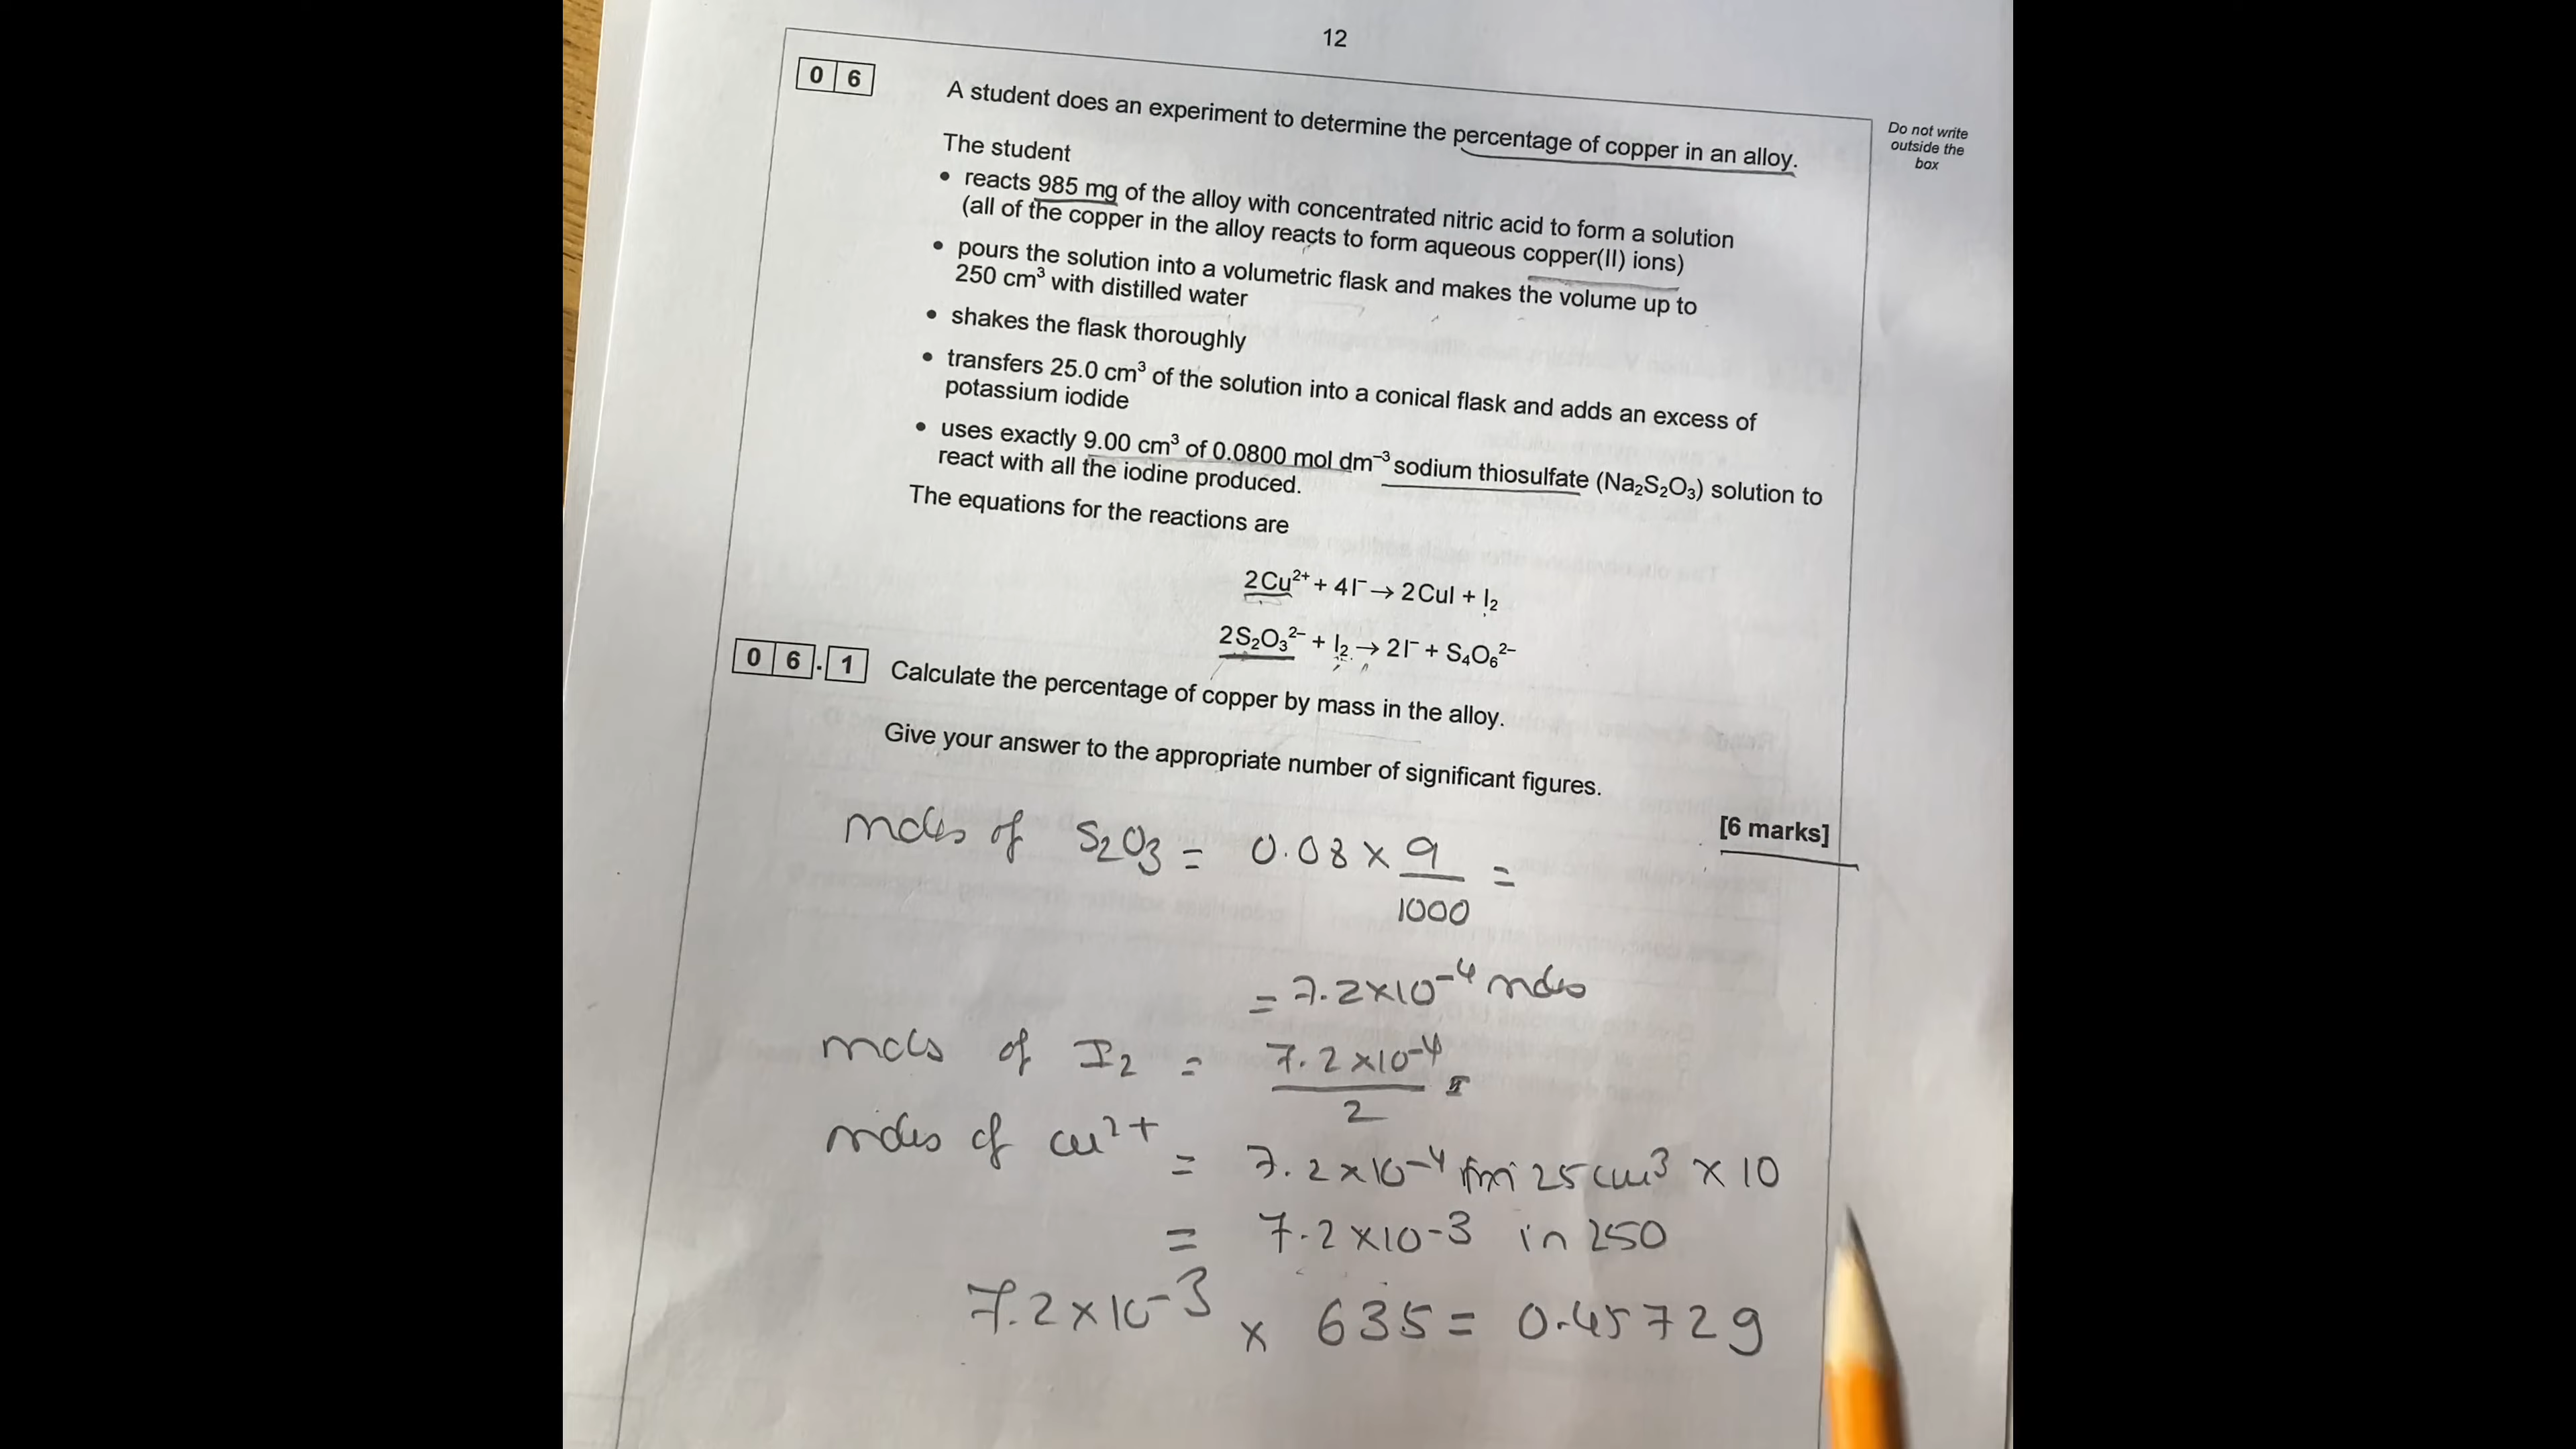 12
0 6
A student does an experiment to determine the percentage of copper in an alloy.
Do not write
outside the
box
The student
• reacts 985 mg of the alloy with concentrated nitric acid to form a solution
(all of the copper in the alloy reacts to form aqueous copper(II) ions)
• pours the solution into a volumetric flask and makes the volume up to
250 cm³ with distilled water
• shakes the flask thoroughly
• transfers 25.0 cm³ of the solution into a conical flask and adds an excess of
potassium iodide
• uses exactly 9.00 cm³ of 0.0800 mol dm⁻³ sodium thiosulfate (Na₂S₂O₃) solution to
react with all the iodine produced.
The equations for the reactions are
2Cu²⁺ + 4I⁻ → 2CuI + I₂
2S₂O₃²⁻ + I₂ → 2I⁻ + S₄O₆²⁻
0 6 . 1 Calculate the percentage of copper by mass in the alloy.
Give your answer to the appropriate number of significant figures.
[6 marks]
moles of S₂O₃ = 0.08 × 9 =
1000
= 7.2×10⁻⁴ moles
moles of I₂ = 7.2×10⁻⁴
2
moles of Cu²⁺
= 7.2×10⁻⁴ in 25cm³ × 10
= 7.2×10-3 in 250
7.2×10⁻³ × 63.5 = 0.4572g